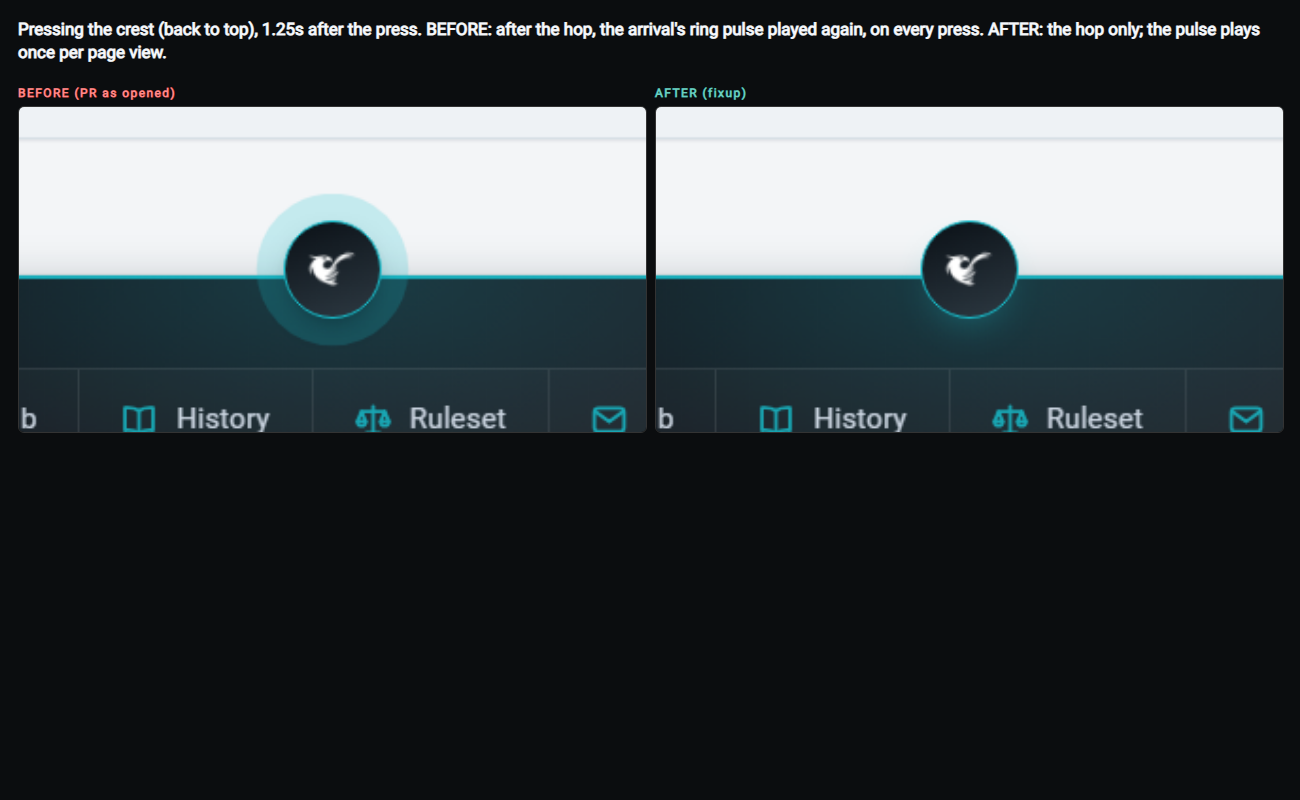 Pressing the crest (back to top), 1.25s after the press. BEFORE: after the hop, the arrival's ring pulse played again, on every press. AFTER: the hop only; the pulse plays
once per page view.
BEFORE (PR as opened)
AFTER (fixup)
b
History
Ruleset
b
History
Ruleset